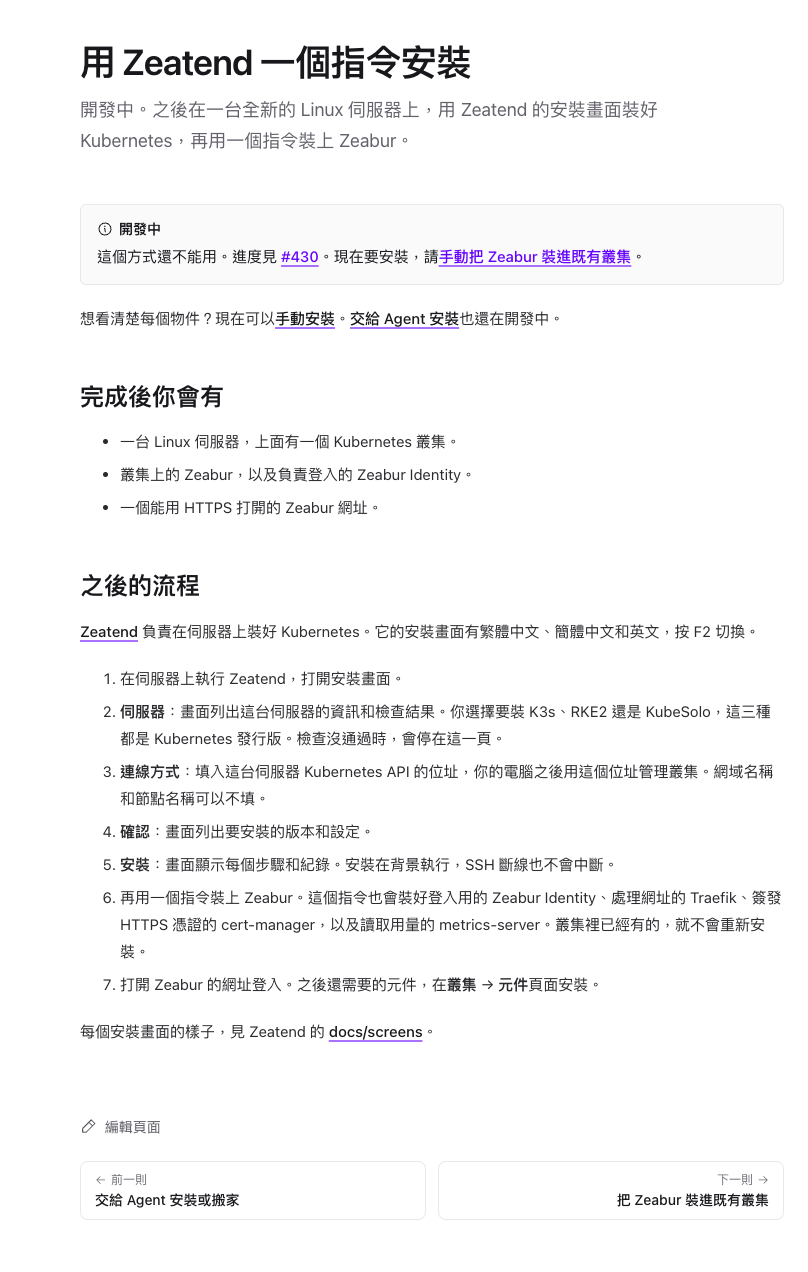 用 Zeatend 一個指令安裝
開發中。之後在一台全新的 Linux 伺服器上，用 Zeatend 的安裝畫面裝好
Kubernetes，再用一個指令裝上 Zeabur。
開發中
這個方式還不能用。進度見 #430。現在要安裝，請手動把 Zeabur 裝進既有叢集。
想看清楚每個物件？現在可以手動安裝。交給 Agent 安裝也還在開發中。
完成後你會有
• 一台 Linux 伺服器，上面有一個 Kubernetes 叢集。
• 叢集上的 Zeabur，以及負責登入的 Zeabur Identity。
• 一個能用 HTTPS 打開的 Zeabur 網址。
之後的流程
Zeatend 負責在伺服器上裝好 Kubernetes。它的安裝畫面有繁體中文、簡體中文和英文，按 F2 切換。
1. 在伺服器上執行 Zeatend，打開安裝畫面。
2. 伺服器：畫面列出這台伺服器的資訊和檢查結果。你選擇要裝 K3s、RKE2 還是 KubeSolo，這三種
都是 Kubernetes 發行版。檢查沒通過時，會停在這一頁。
3. 連線方式：填入這台伺服器 Kubernetes API 的位址，你的電腦之後用這個位址管理叢集。網域名稱
和節點名稱可以不填。
4. 確認：畫面列出要安裝的版本和設定。
5. 安裝：畫面顯示每個步驟和紀錄。安裝在背景執行，SSH 斷線也不會中斷。
6. 再用一個指令裝上 Zeabur。這個指令也會裝好登入用的 Zeabur Identity、處理網址的 Traefik、簽發
HTTPS 憑證的 cert-manager，以及讀取用量的 metrics-server。叢集裡已經有的，就不會重新安
裝。
7. 打開 Zeabur 的網址登入。之後還需要的元件，在叢集 → 元件頁面安裝。
每個安裝畫面的樣子，見 Zeatend 的 docs/screens。
編輯頁面
← 前一則
交給 Agent 安裝或搬家
下一則 →
把 Zeabur 裝進既有叢集